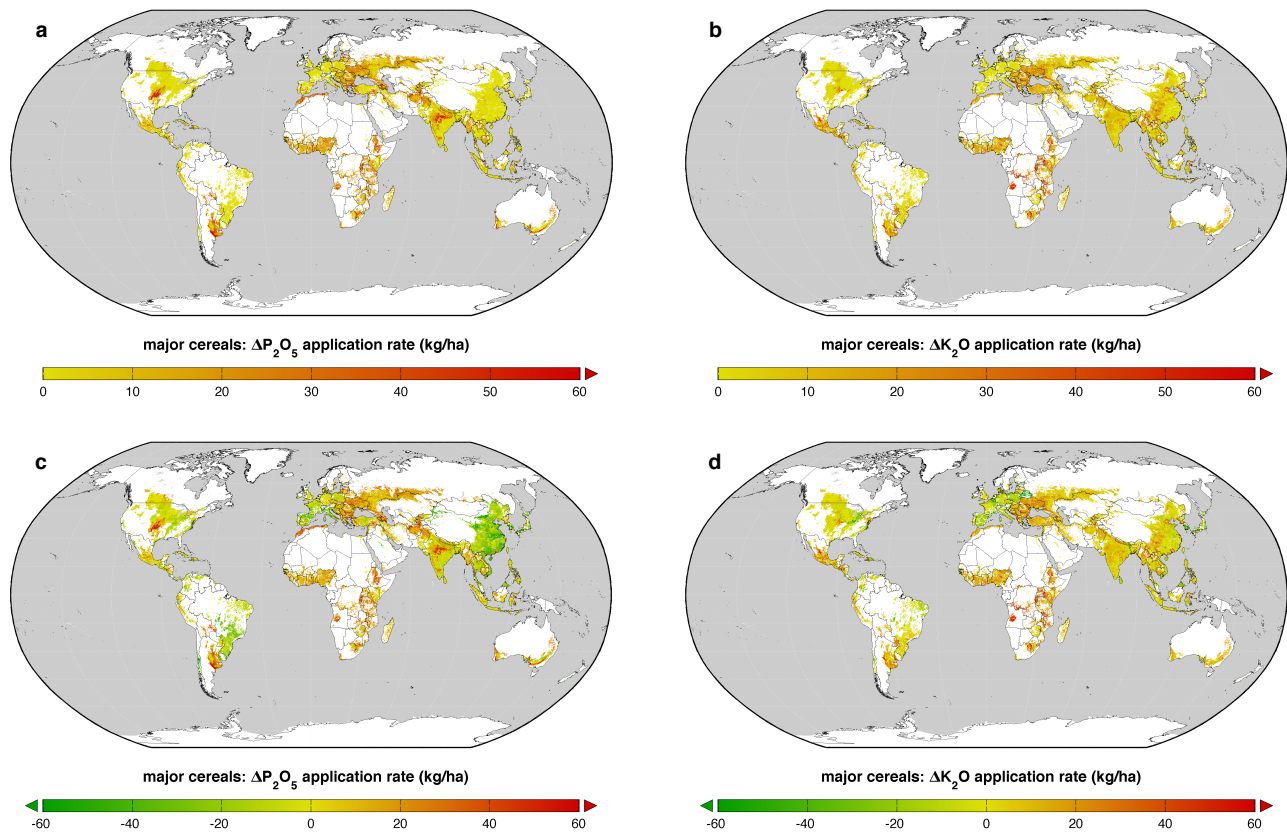 a
b
major cereals: ΔP₂O₅ application rate (kg/ha)
major cereals: ΔK₂O application rate (kg/ha)
0 10 20 30 40 50 60
0 10 20 30 40 50 60
c
d
major cereals: ΔP₂O₅ application rate (kg/ha)
major cereals: ΔK₂O application rate (kg/ha)
-60 -40 -20 0 20 40 60
-60 -40 -20 0 20 40 60